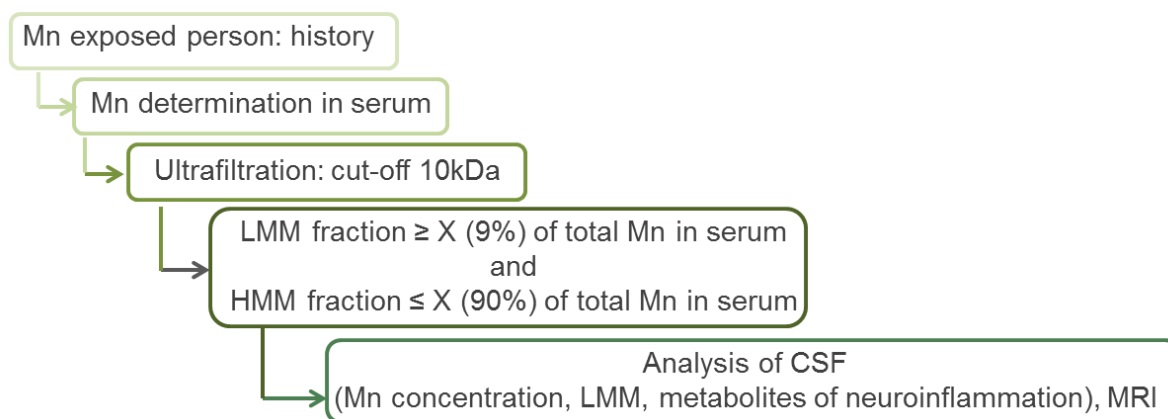 Mn exposed person: history
Mn determination in serum
Ultrafiltration: cut-off 10kDa
LMM fraction ≥ X (9%) of total Mn in serum
and
HMM fraction ≤ X (90%) of total Mn in serum
Analysis of CSF
(Mn concentration, LMM, metabolites of neuroinflammation), MRI